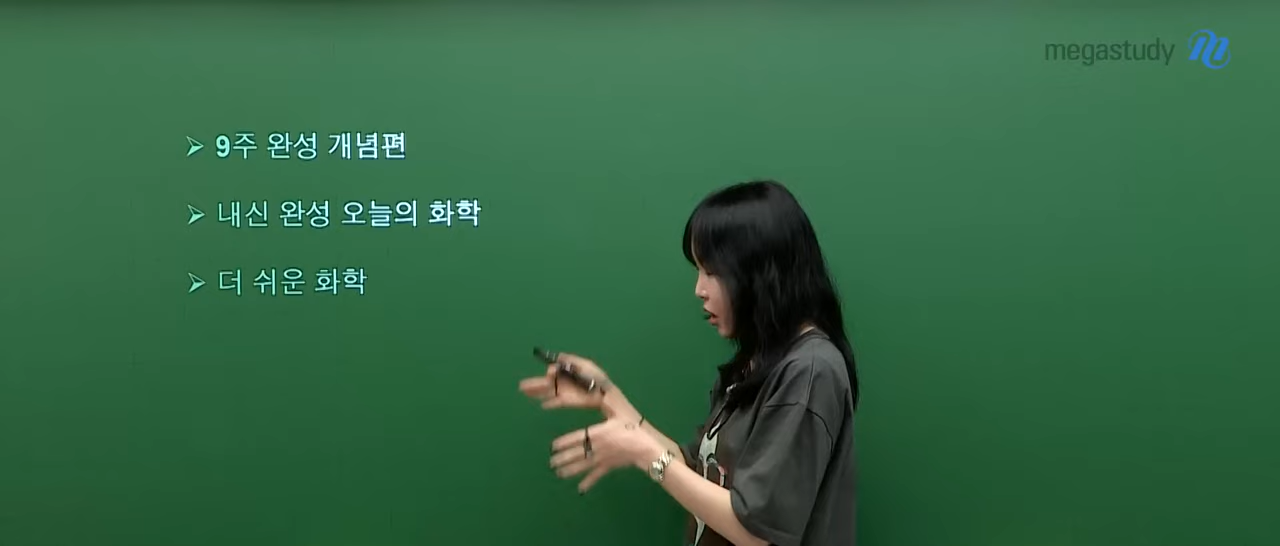 megastudy
➢ 9주 완성 개념편
➢ 내신 완성 오늘의 화학
➢ 더 쉬운 화학